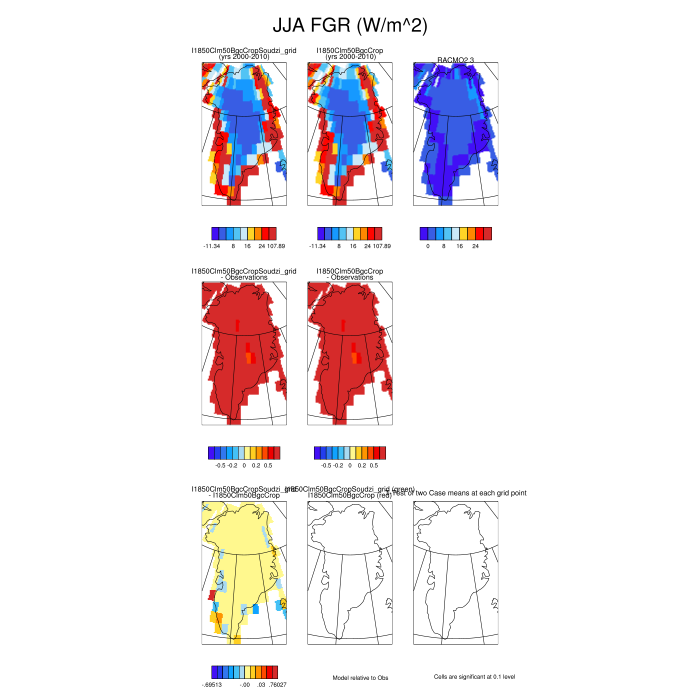 JJA FGR (W/m^2)
I1850Clm50BgcCropSoudzi_grid
(yrs 2000-2010)
I1850Clm50BgcCrop
(yrs 2000-2010)
RACMO2.3
-11.34 8 16 24 107.89
-11.34 8 16 24 107.89
0 8 16 24
I1850Clm50BgcCropSoudzi_grid
- Observations
I1850Clm50BgcCrop
- Observations
-0.5 -0.2 0 0.2 0.5
-0.5 -0.2 0 0.2 0.5
I1850Clm50BgcCropSoudzi_grid
- I1850Clm50BgcCrop
I1850Clm50BgcCropSoudzi_grid (green)
I1850Clm50BgcCrop (red)
Test of two Case means at each grid point
-.69513 -.00 .03 .76027
Model relative to Obs
Cells are significant at 0.1 level